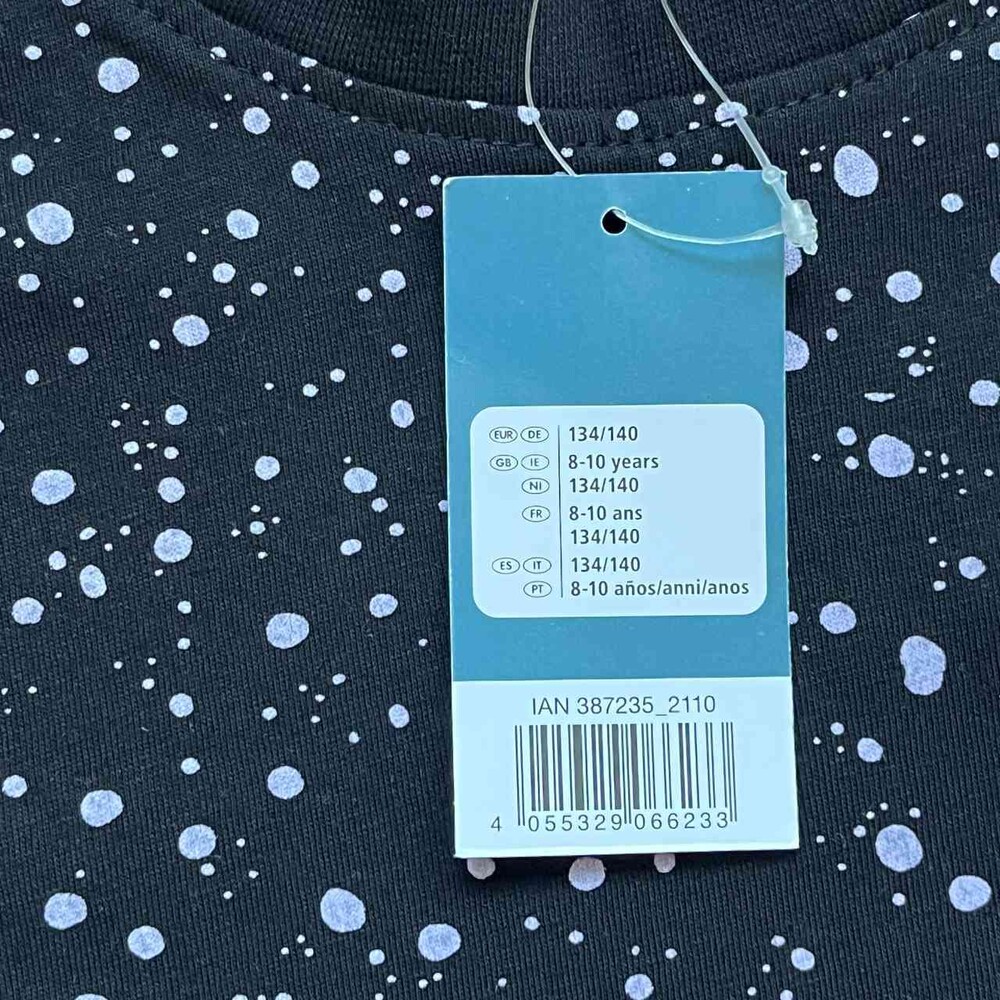 EUR DE 134/140
GB IE 8-10 years
NI 134/140
FR 8-10 ans
134/140
ES IT 134/140
PT 8-10 años/anni/anos
IAN 387235_2110
4 055329 066233